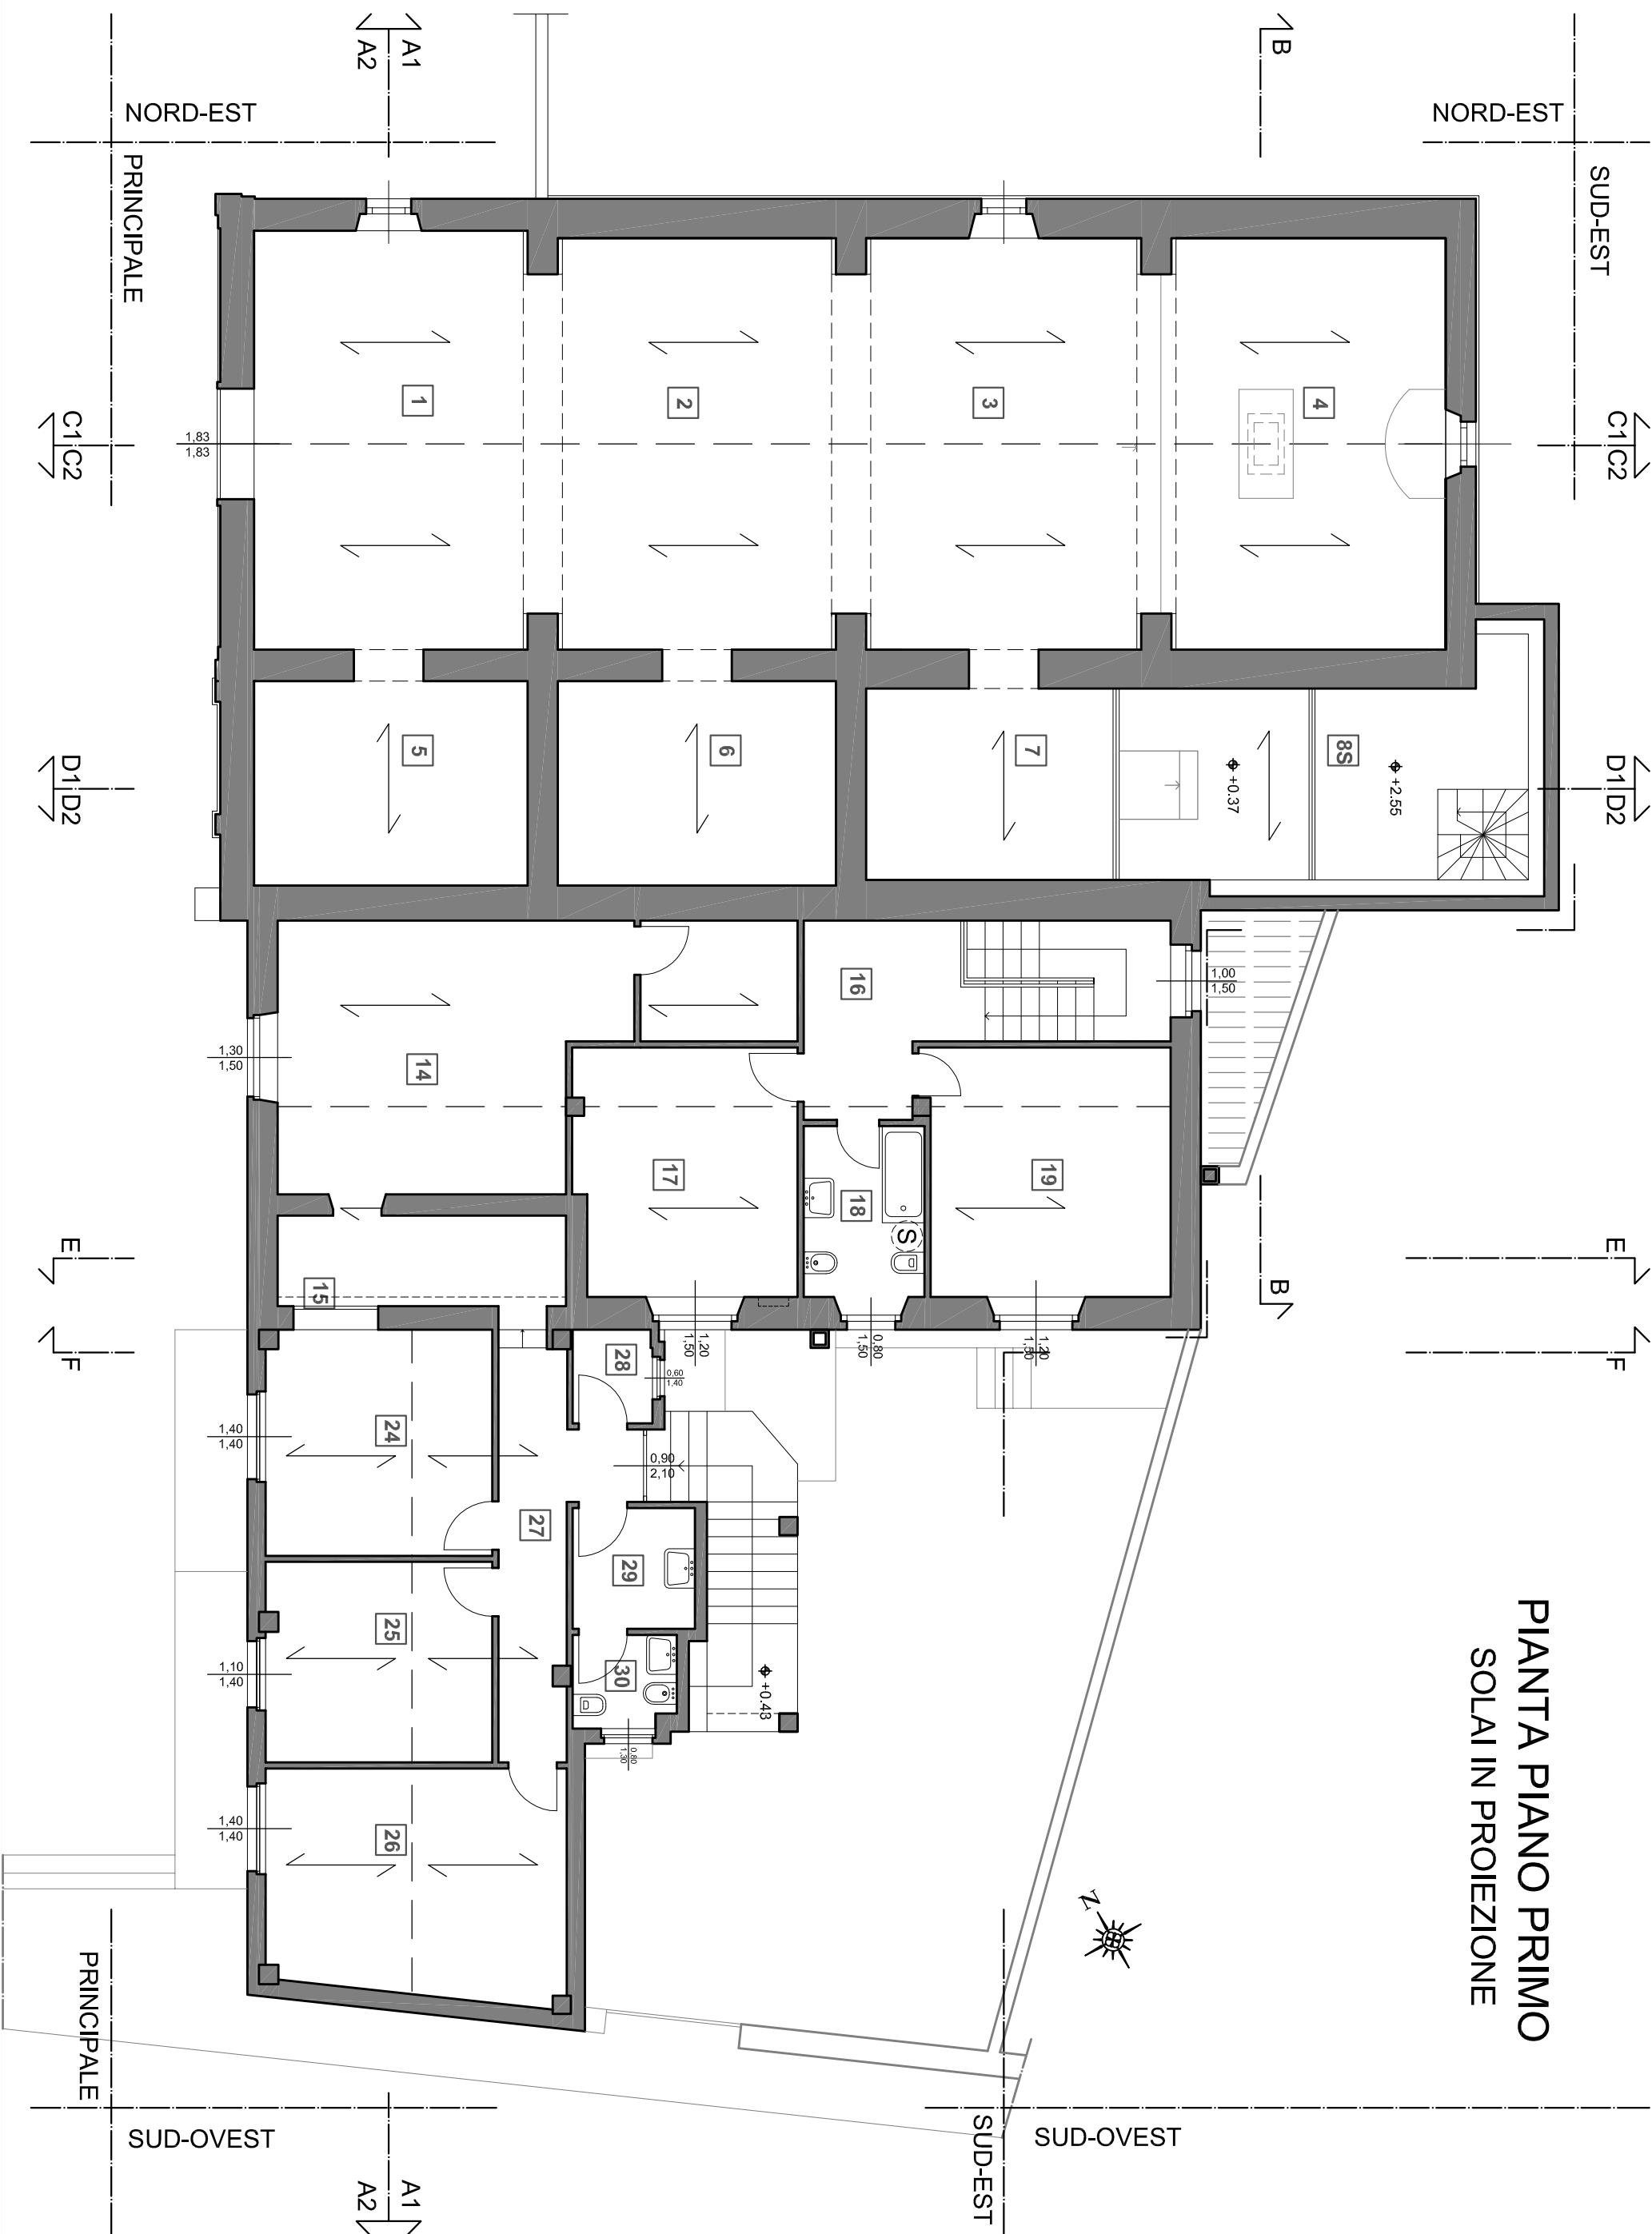 PIANTA PIANO PRIMO
SOLAI IN PROIEZIONE
A1
A2
B
NORD-EST
NORD-EST
PRINCIPALE
SUD-EST
C1 C2
C1 C2
1
2
3
4
1,83
1,83
D1 D2
D1 D2
5
6
7
8S
+0.37
+2.55
16
1,00
1,50
14
1,30
1,50
17
18
19
S
15
E
E
B
F
F
28
1,20
1,50
0,80
1,50
1,20
1,50
0,60
1,40
24
1,40
1,40
0,90
2,10
27
29
25
1,10
1,40
30
+0.43
0,80
1,30
26
1,40
1,40
N
PRINCIPALE
SUD-OVEST
SUD-EST
SUD-OVEST
A1
A2